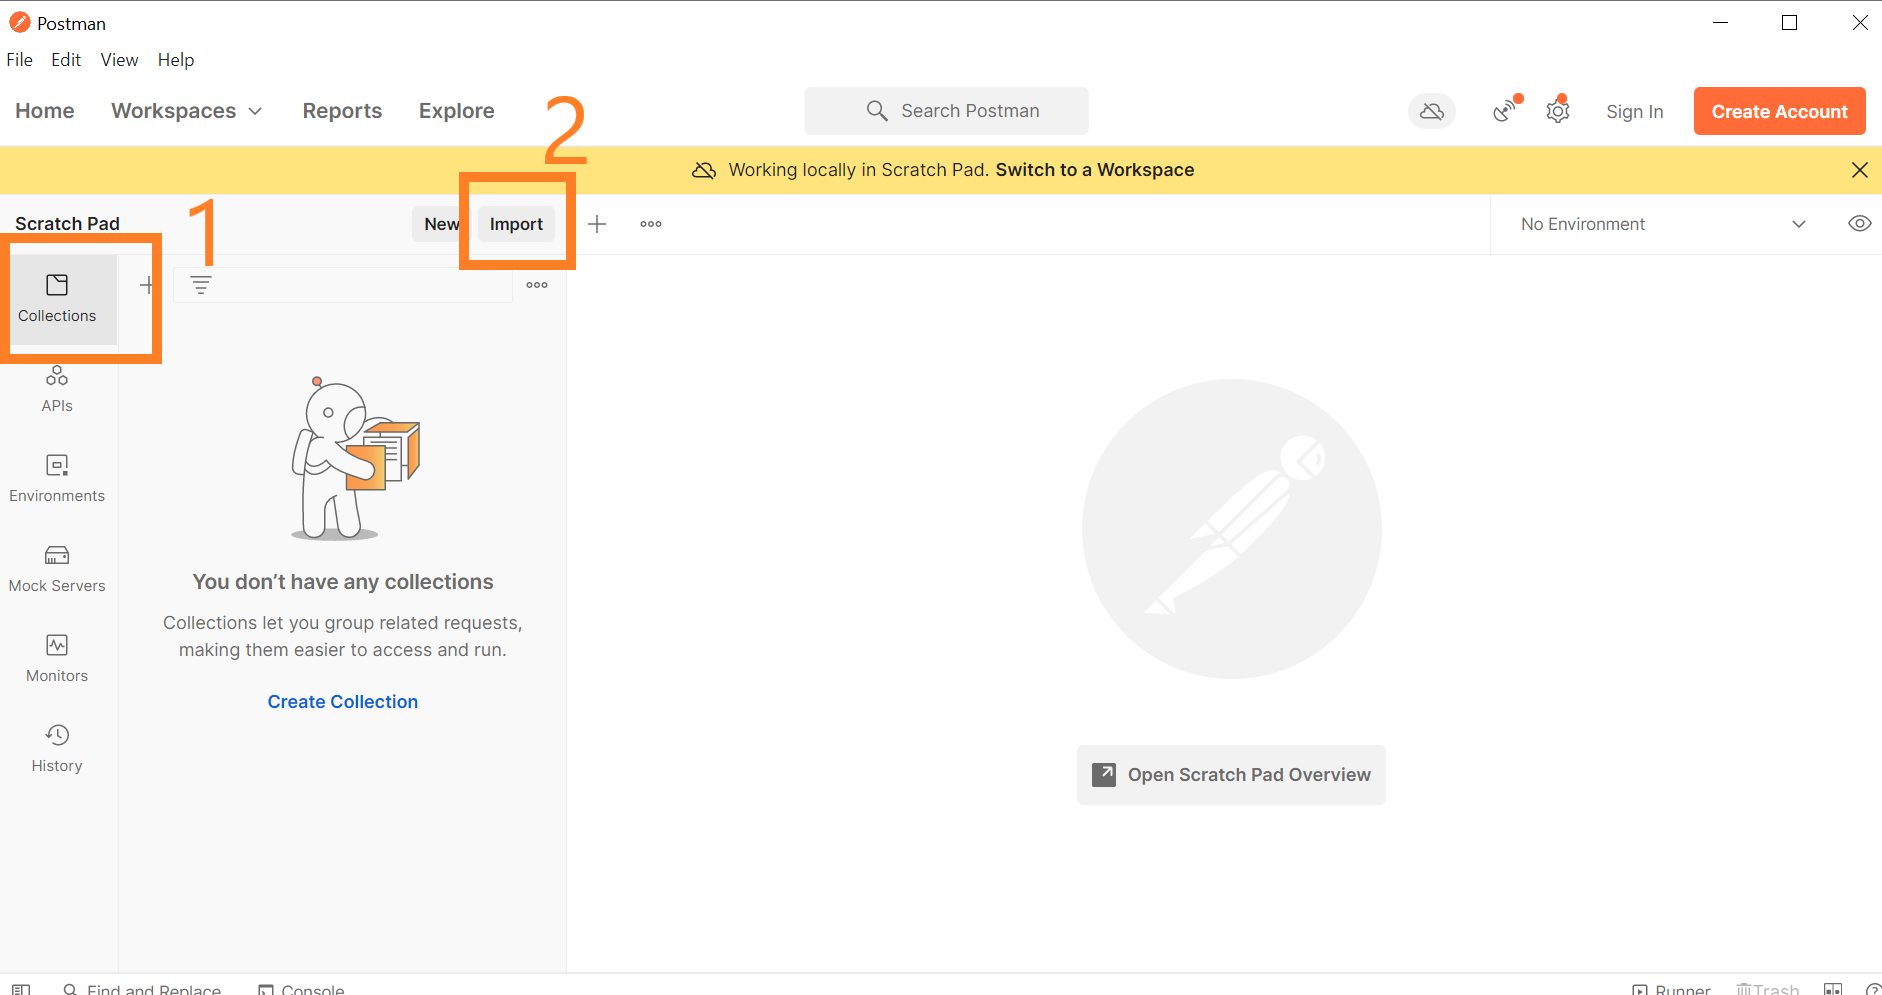 Postman
File Edit View Help
Home Workspaces Reports Explore 2 Search Postman Sign In Create Account
Working locally in Scratch Pad. Switch to a Workspace
Scratch Pad 1 New Import No Environment
Collections
APIs
Environments
Mock Servers
Monitors
History
You don’t have any collections
Collections let you group related requests,
making them easier to access and run.
Create Collection
Open Scratch Pad Overview
Find and Replace Console Runner Trash